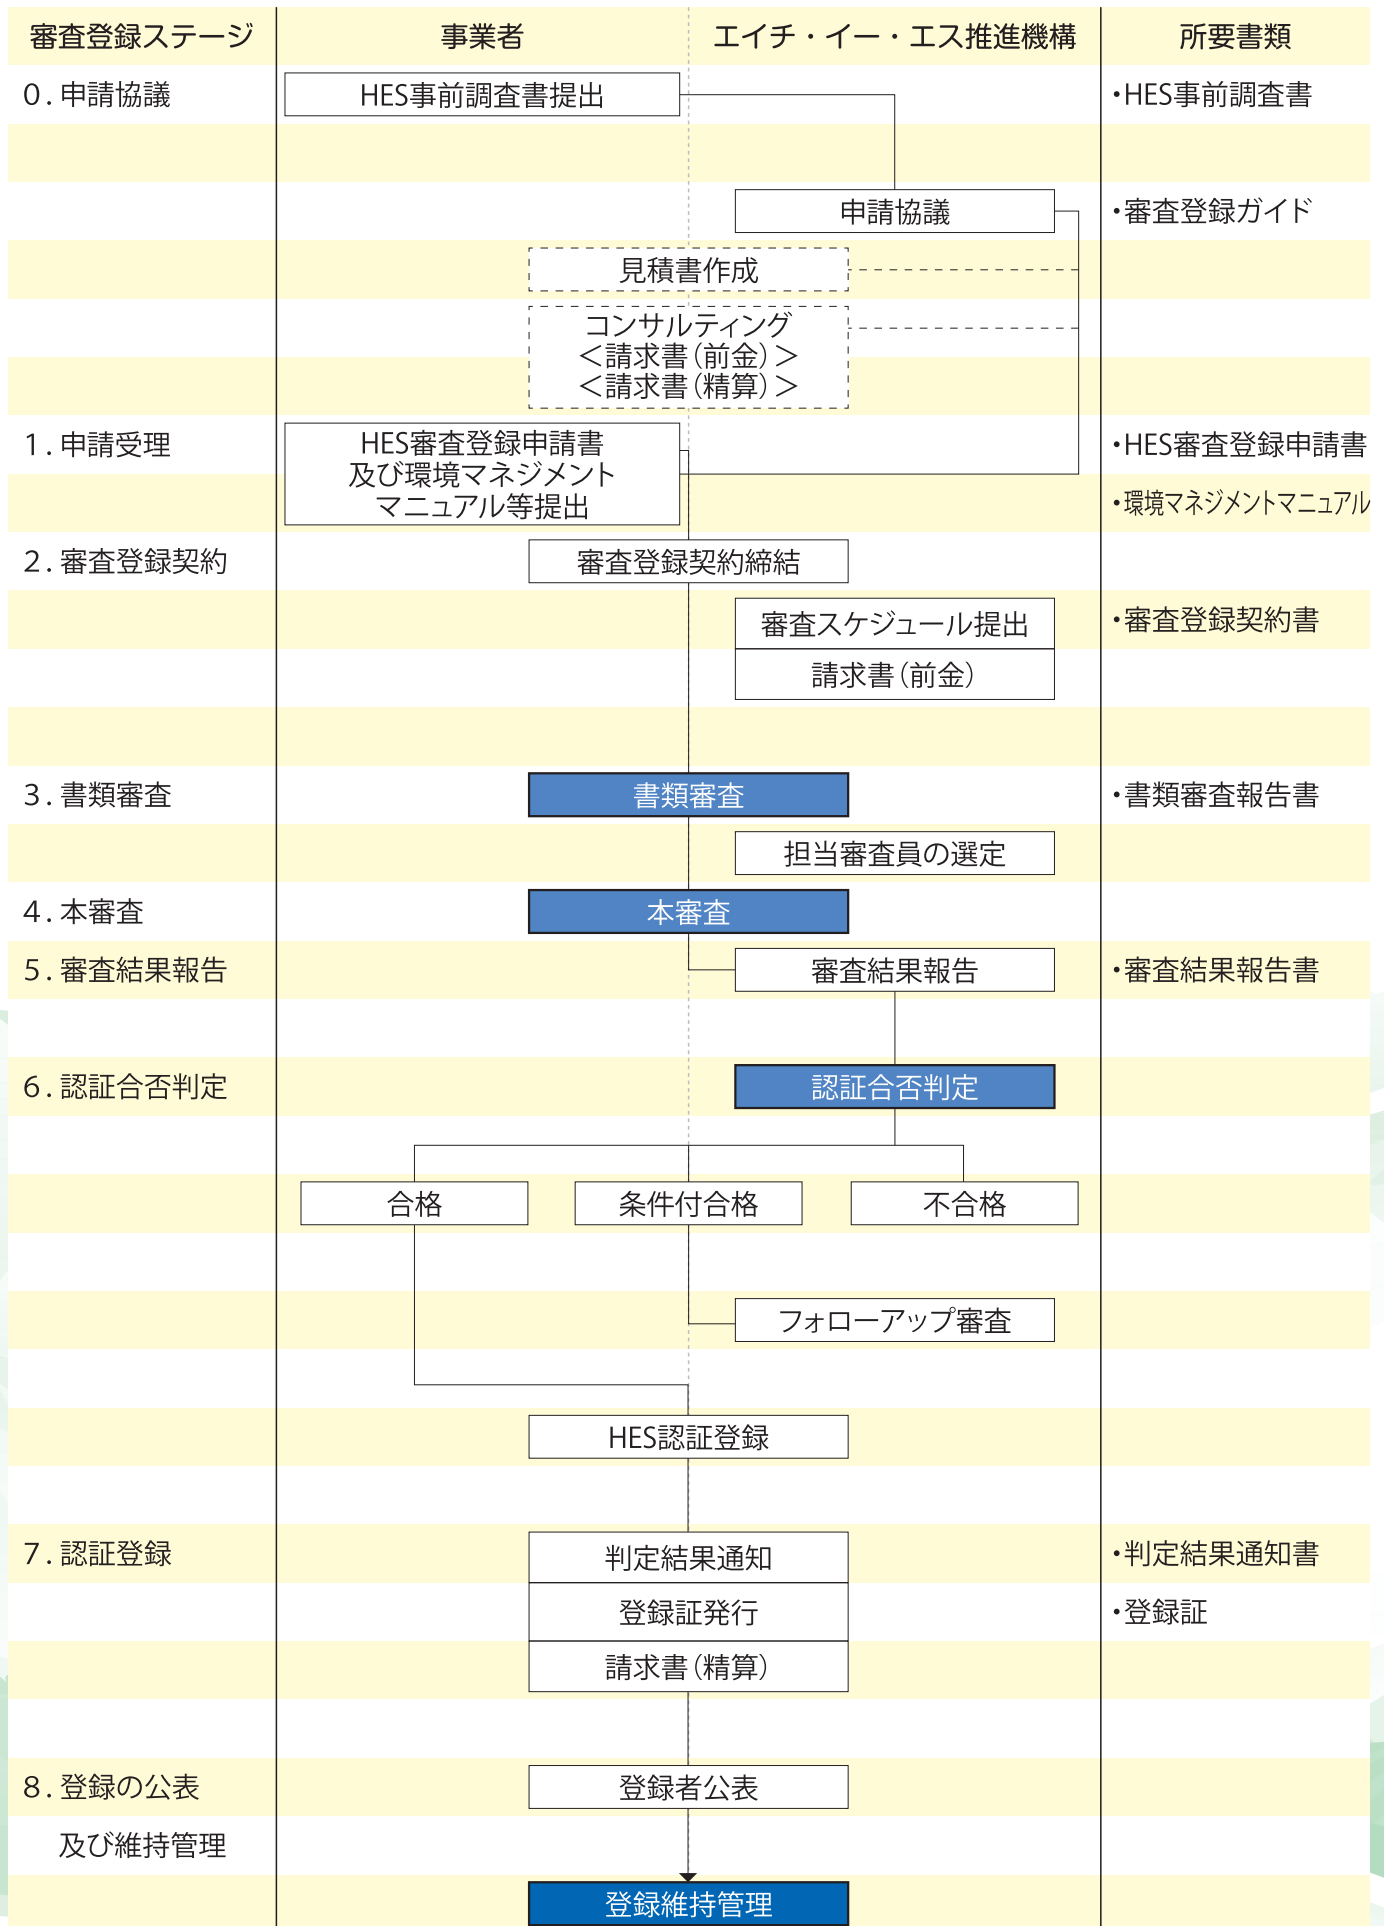 審査登録ステージ
事業者
エイチ・イー・エス推進機構
所要書類
0．申請協議
HES事前調査書提出
・HES事前調査書
申請協議
・審査登録ガイド
見積書作成
コンサルティング
＜請求書（前金）＞
＜請求書（精算）＞
1．申請受理
HES審査登録申請書
及び環境マネジメント
マニュアル等提出
・HES審査登録申請書
・環境マネジメントマニュアル
2．審査登録契約
審査登録契約締結
審査スケジュール提出
・審査登録契約書
請求書（前金）
3．書類審査
書類審査
・書類審査報告書
担当審査員の選定
4．本審査
本審査
5．審査結果報告
審査結果報告
・審査結果報告書
6．認証合否判定
認証合否判定
合格
条件付合格
不合格
フォローアップ審査
HES認証登録
7．認証登録
判定結果通知
・判定結果通知書
登録証発行
・登録証
請求書（精算）
8．登録の公表
登録者公表
及び維持管理
登録維持管理